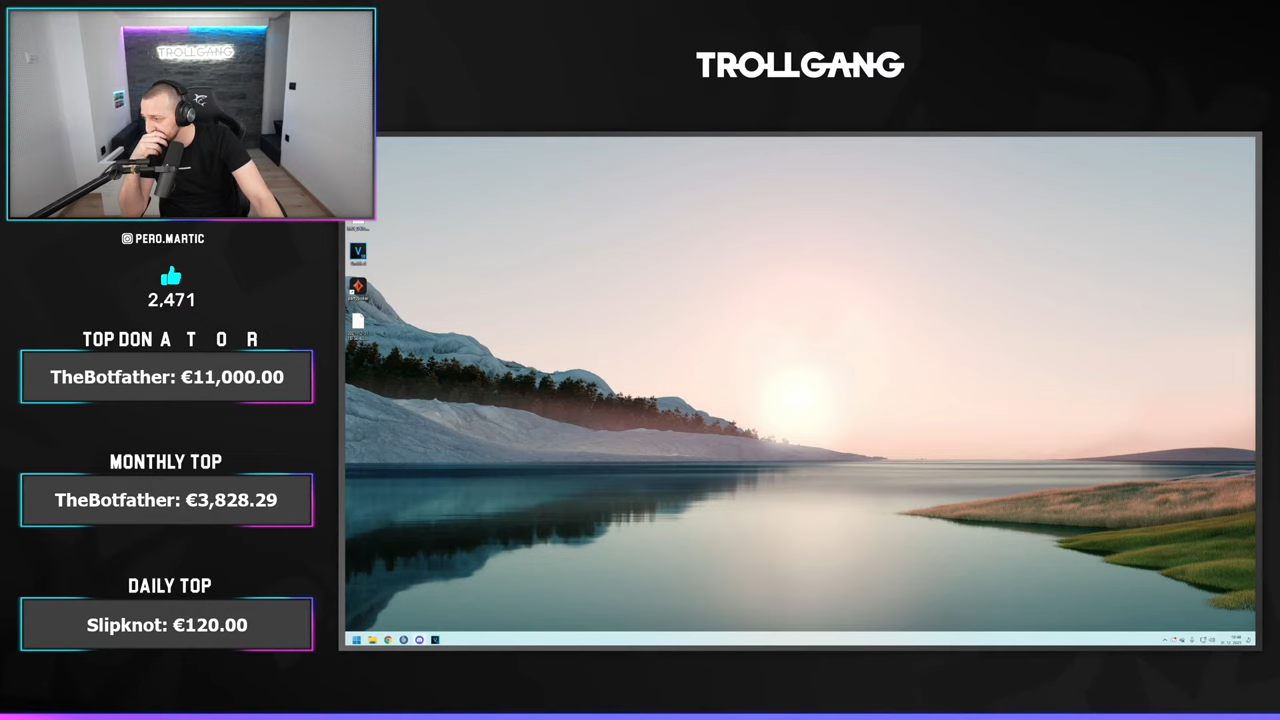 TROLLGANG
TROLLGANG
PERO.MARTIC
2,471
TOP DON A T O R
TheBotfather: €11,000.00
MONTHLY TOP
TheBotfather: €3,828.29
DAILY TOP
Slipknot: €120.00